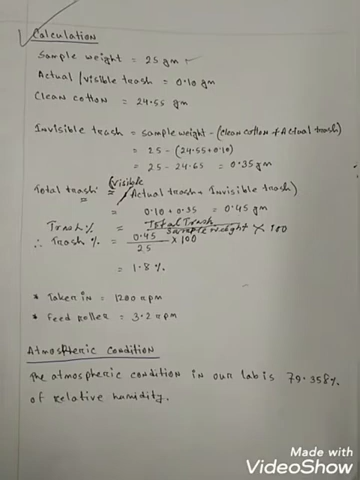 Calculation
Sample weight = 25 gm
Actual/visible trash = 0.10 gm
Clean cotton = 24.55 gm
Invisible trash = sample weight - (clean cotton + Actual trash)
= 25 - (24.55 + 0.10)
= 25 - 24.65 = 0.35 gm
Total trash = (visible/Actual trash + Invisible trash)
= 0.10 + 0.35 = 0.45 gm
Trash% = Total Trash / Sample weight × 100
∴ Trash % = 0.45 / 25 × 100
= 1.8 %
* Taken in = 1200 rpm
* Feed roller = 3.2 rpm
Atmospheric Condition
The atmospheric condition in our lab is 79.358%
of relative humidity.
Made with
VideoShow